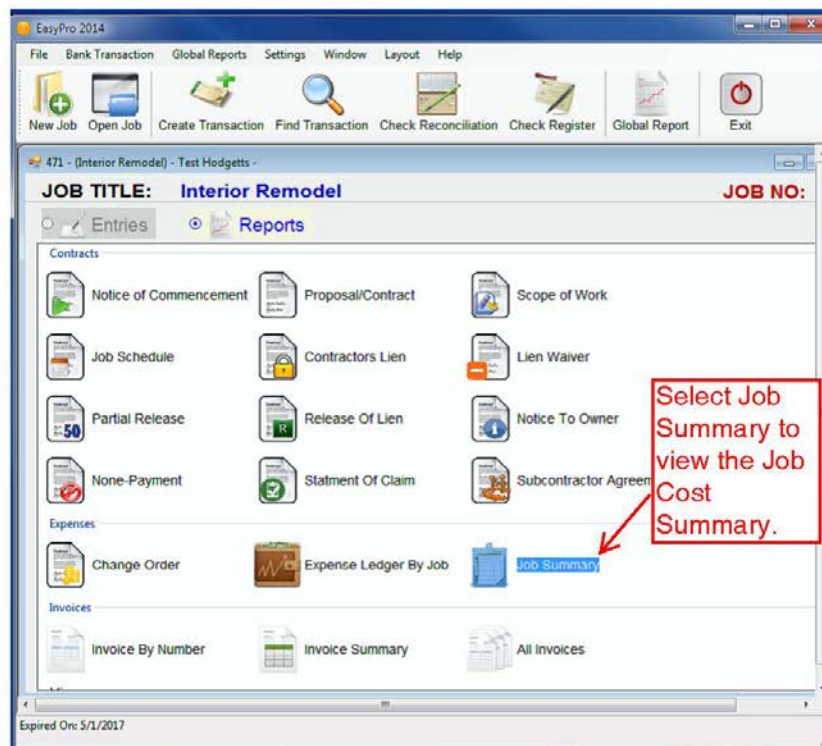 EasyPro 2014
File Bank Transaction Global Reports Settings Window Layout Help
New Job Open Job Create Transaction Find Transaction Check Reconciliation Check Register Global Report Exit
471 - (Interior Remodel) - Test Hodgetts -
JOB TITLE: Interior Remodel JOB NO:
Entries Reports
Contracts
Notice of Commencement Proposal/Contract Scope of Work
Job Schedule Contractors Lien Lien Waiver
Partial Release Release Of Lien Notice To Owner
None-Payment Statment Of Claim Subcontractor Agreem
Select Job
Summary to
view the Job
Cost
Summary.
Expenses
Change Order Expense Ledger By Job Job Summary
Invoices
Invoice By Number Invoice Summary All Invoices
Expired On: 5/1/2017